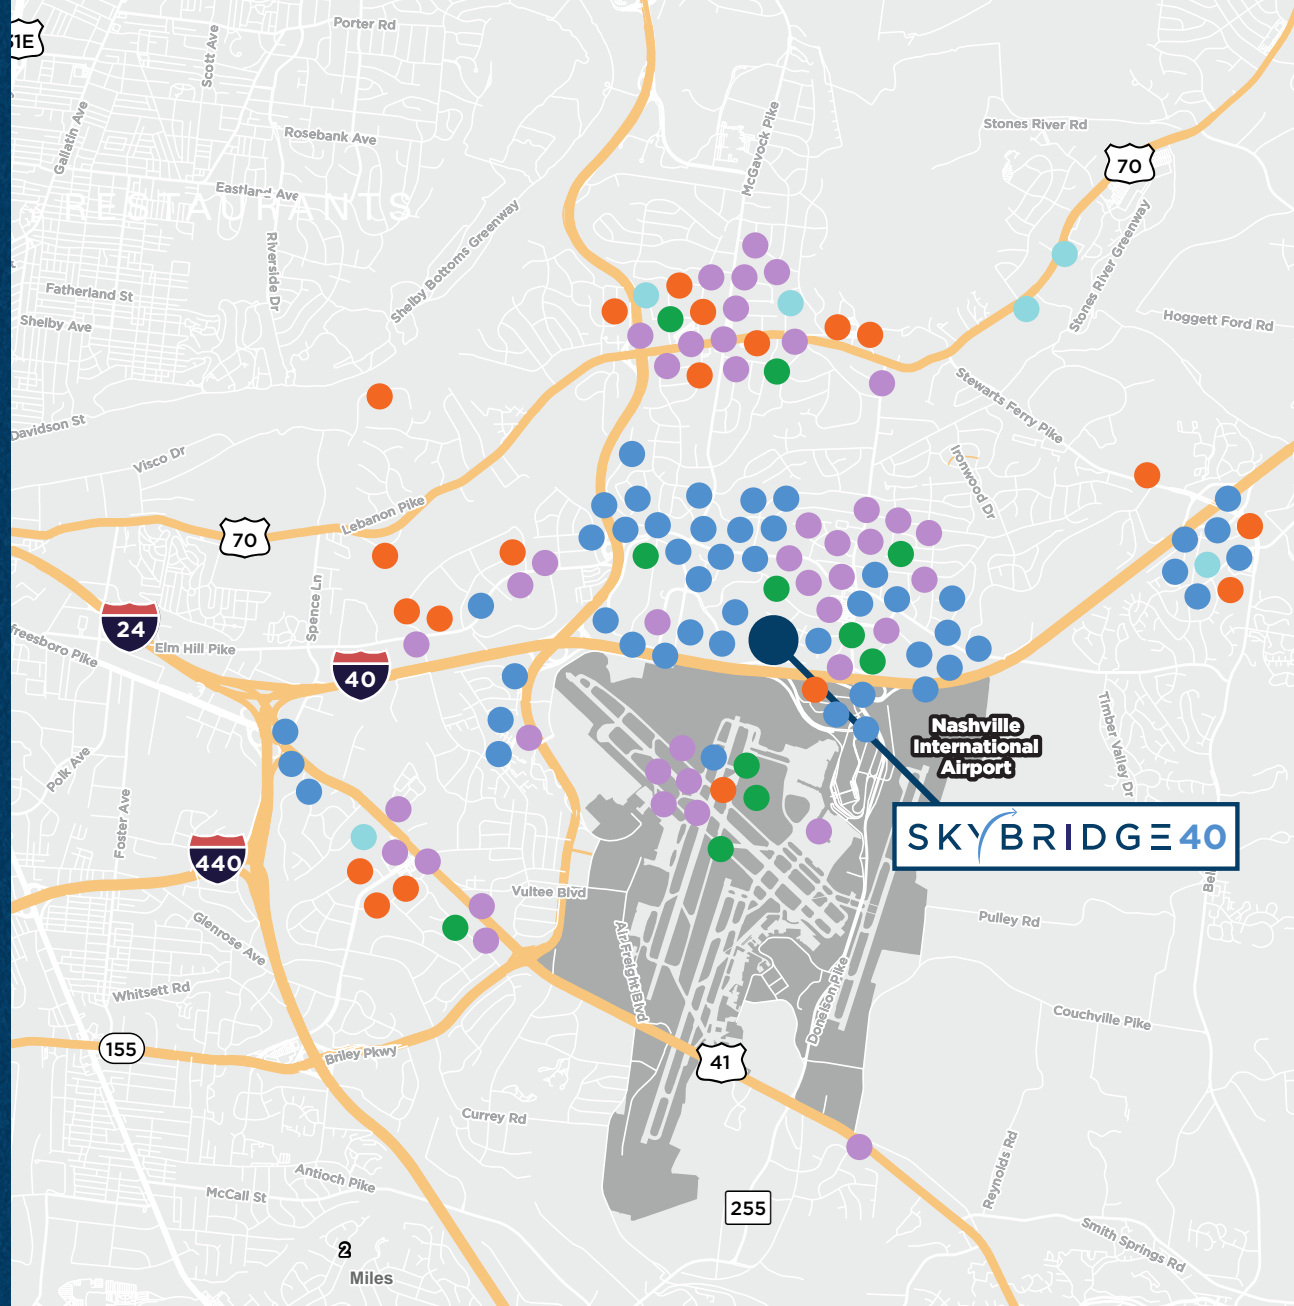 31E
Porter Rd
Scott Ave
Gallatin Ave
Rosebank Ave
McGavock Pike
Stones River Rd
70
Eastland Ave
RESTAURANTS
Riverside Dr
Shelby Bottoms Greenway
Stones River Greenway
Fatherland St
Shelby Ave
Hoggett Ford Rd
Stewarts Ferry Pike
Davidson St
Visco Dr
Ironwood Dr
Lebanon Pike
70
Spence Ln
24
Elm Hill Pike
freesboro Pike
40
Nashville
International
Airport
Timber Valley Dr
Polk Ave
Foster Ave
SKYBRIDGE 40
440
Vultee Blvd
Bel
Glenrose Ave
Pulley Rd
Air Freight Blvd
Donelson Pike
Whitsett Rd
Couchville Pike
155
Briley Pkwy
41
Currey Rd
Reynolds Rd
Antioch Pike
McCall St
255
Smith Springs Rd
2
Miles